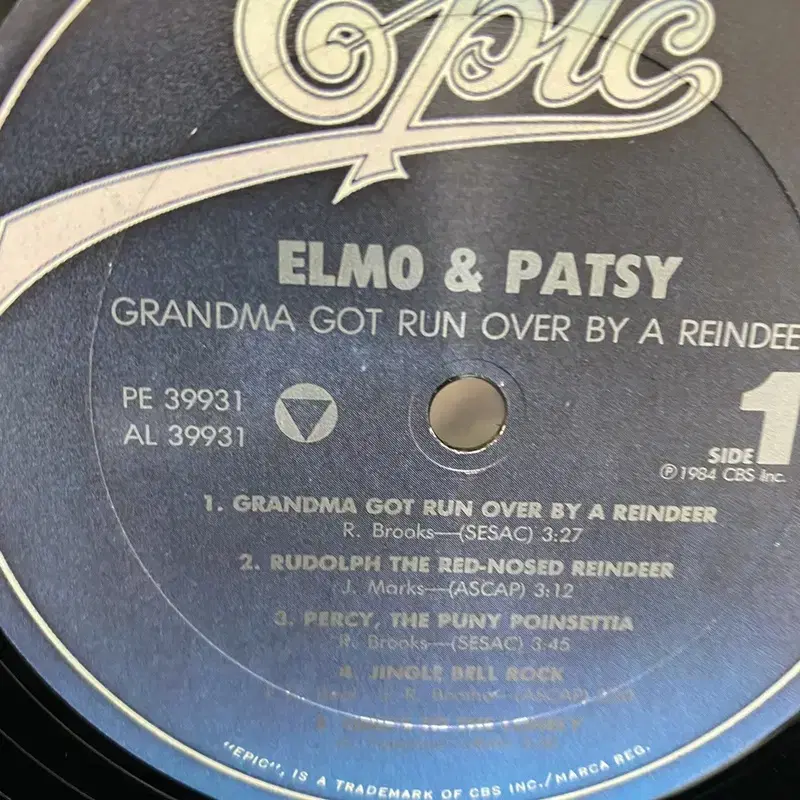 Epic
ELMO & PATSY
GRANDMA GOT RUN OVER BY A REINDEE
PE 39931
AL 39931
SIDE 1
℗1984 CBS Inc.
1. GRANDMA GOT RUN OVER BY A REINDEER
R. Brooks—(SESAC) 3:27
2. RUDOLPH THE RED-NOSED REINDEER
J. Marks—(ASCAP) 3:12
3. PERCY, THE PUNY POINSETTIA
R. Brooks—(SESAC) 3:45
4. JINGLE BELL ROCK
(ASCAP)
"EPIC", IS A TRADEMARK OF CBS INC./MARCA REG.